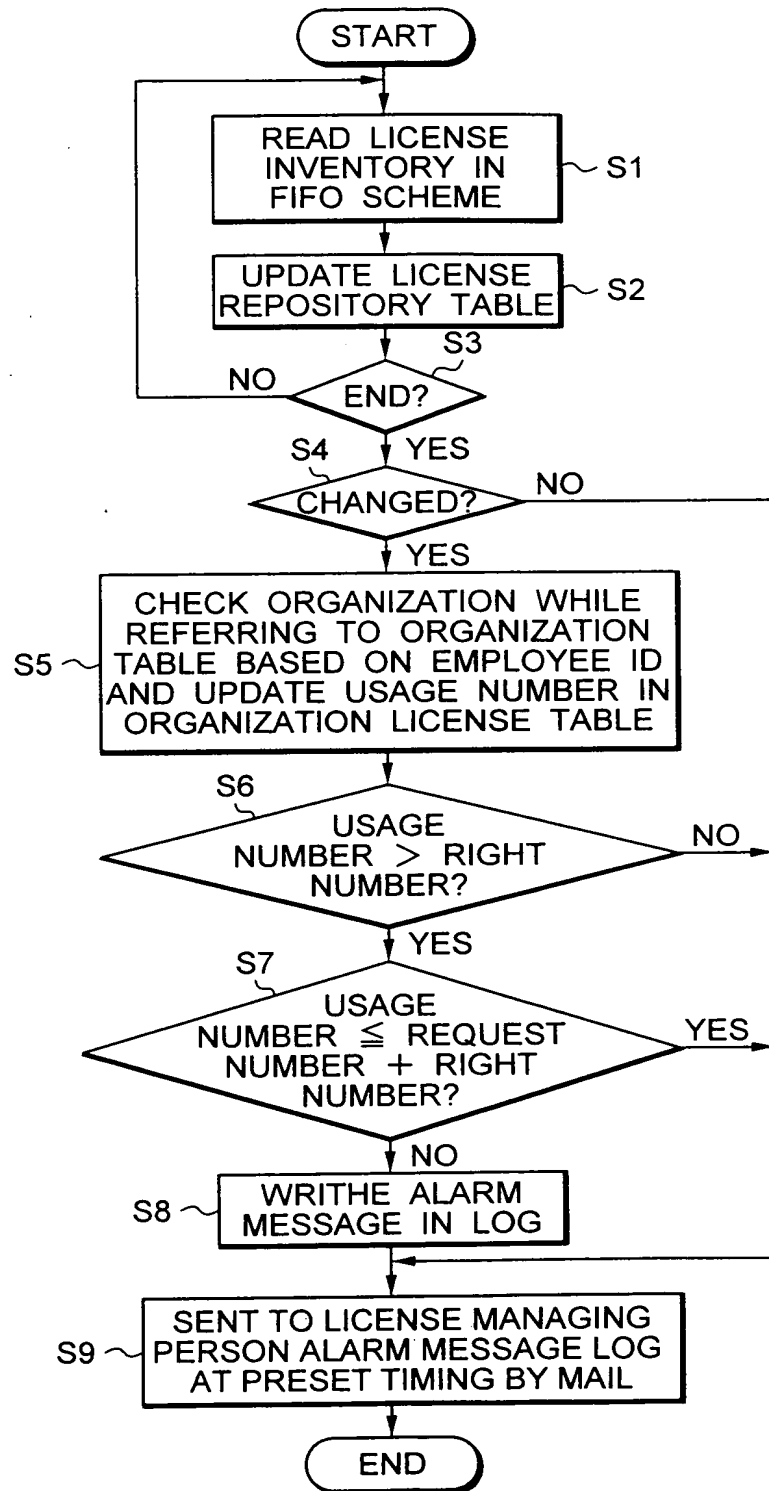 START
READ LICENSE
INVENTORY IN
FIFO SCHEME
S1
UPDATE LICENSE
REPOSITORY TABLE
S2
S3
NO
END?
YES
S4
CHANGED?
NO
YES
CHECK ORGANIZATION WHILE
REFERRING TO ORGANIZATION
TABLE BASED ON EMPLOYEE ID
AND UPDATE USAGE NUMBER IN
ORGANIZATION LICENSE TABLE
S5
S6
USAGE
NUMBER > RIGHT
NUMBER?
NO
YES
S7
USAGE
NUMBER ≦ REQUEST
NUMBER + RIGHT
NUMBER?
YES
NO
WRITHE ALARM
MESSAGE IN LOG
S8
SENT TO LICENSE MANAGING
PERSON ALARM MESSAGE LOG
AT PRESET TIMING BY MAIL
S9
END